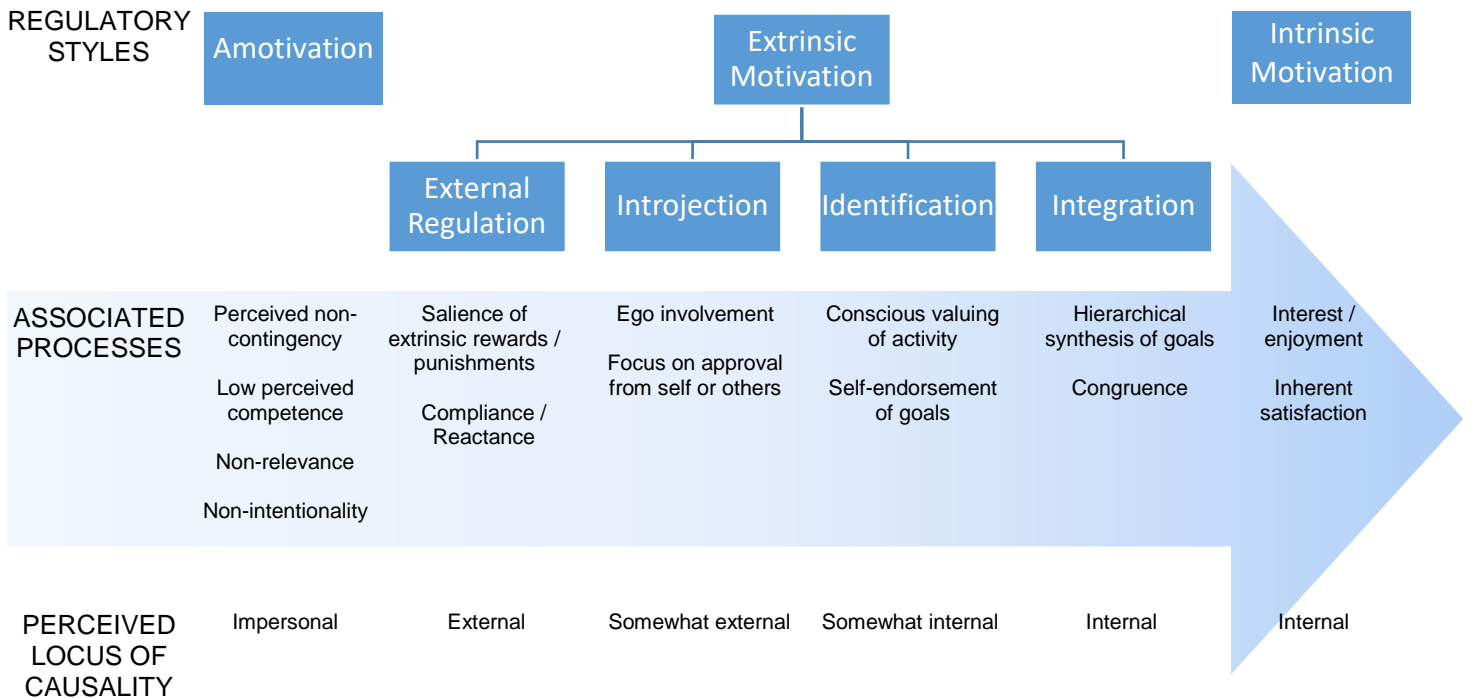 REGULATORY
STYLES
Amotivation
Extrinsic
Motivation
Intrinsic
Motivation
External
Regulation
Introjection
Identification
Integration
ASSOCIATED
PROCESSES
Perceived non-
contingency
Low perceived
competence
Non-relevance
Non-intentionality
Salience of
extrinsic rewards /
punishments
Compliance /
Reactance
Ego involvement
Focus on approval
from self or others
Conscious valuing
of activity
Self-endorsement
of goals
Hierarchical
synthesis of goals
Congruence
Interest /
enjoyment
Inherent
satisfaction
PERCEIVED
LOCUS OF
CAUSALITY
Impersonal
External
Somewhat external
Somewhat internal
Internal
Internal